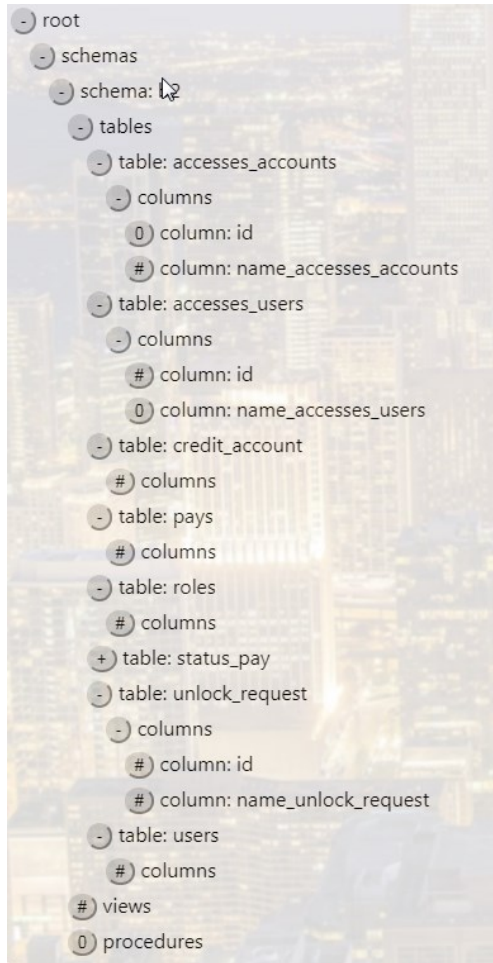 - root
- schemas
- schema: 2
- tables
- table: accesses_accounts
- columns
0 column: id
# column: name_accesses_accounts
- table: accesses_users
- columns
# column: id
0 column: name_accesses_users
- table: credit_account
# columns
- table: pays
# columns
- table: roles
# columns
+ table: status_pay
- table: unlock_request
- columns
# column: id
# column: name_unlock_request
- table: users
# columns
# views
0 procedures